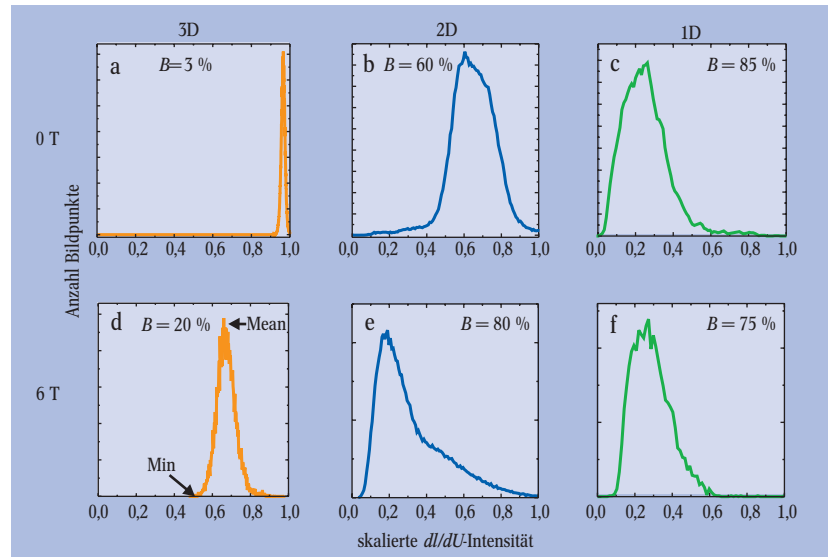 3D 2D 1D
a B=3 % b B = 60 % c B = 85 %
0 T
0,0 0,2 0,4 0,6 0,8 1,0 0,0 0,2 0,4 0,6 0,8 1,0 0,0 0,2 0,4 0,6 0,8 1,0
Anzahl Bildpunkte
d B = 20 % Mean e B = 80 % f B = 75 %
6 T
Min
0,0 0,2 0,4 0,6 0,8 1,0 0,0 0,2 0,4 0,6 0,8 1,0 0,0 0,2 0,4 0,6 0,8 1,0
skalierte dI/dU-Intensität